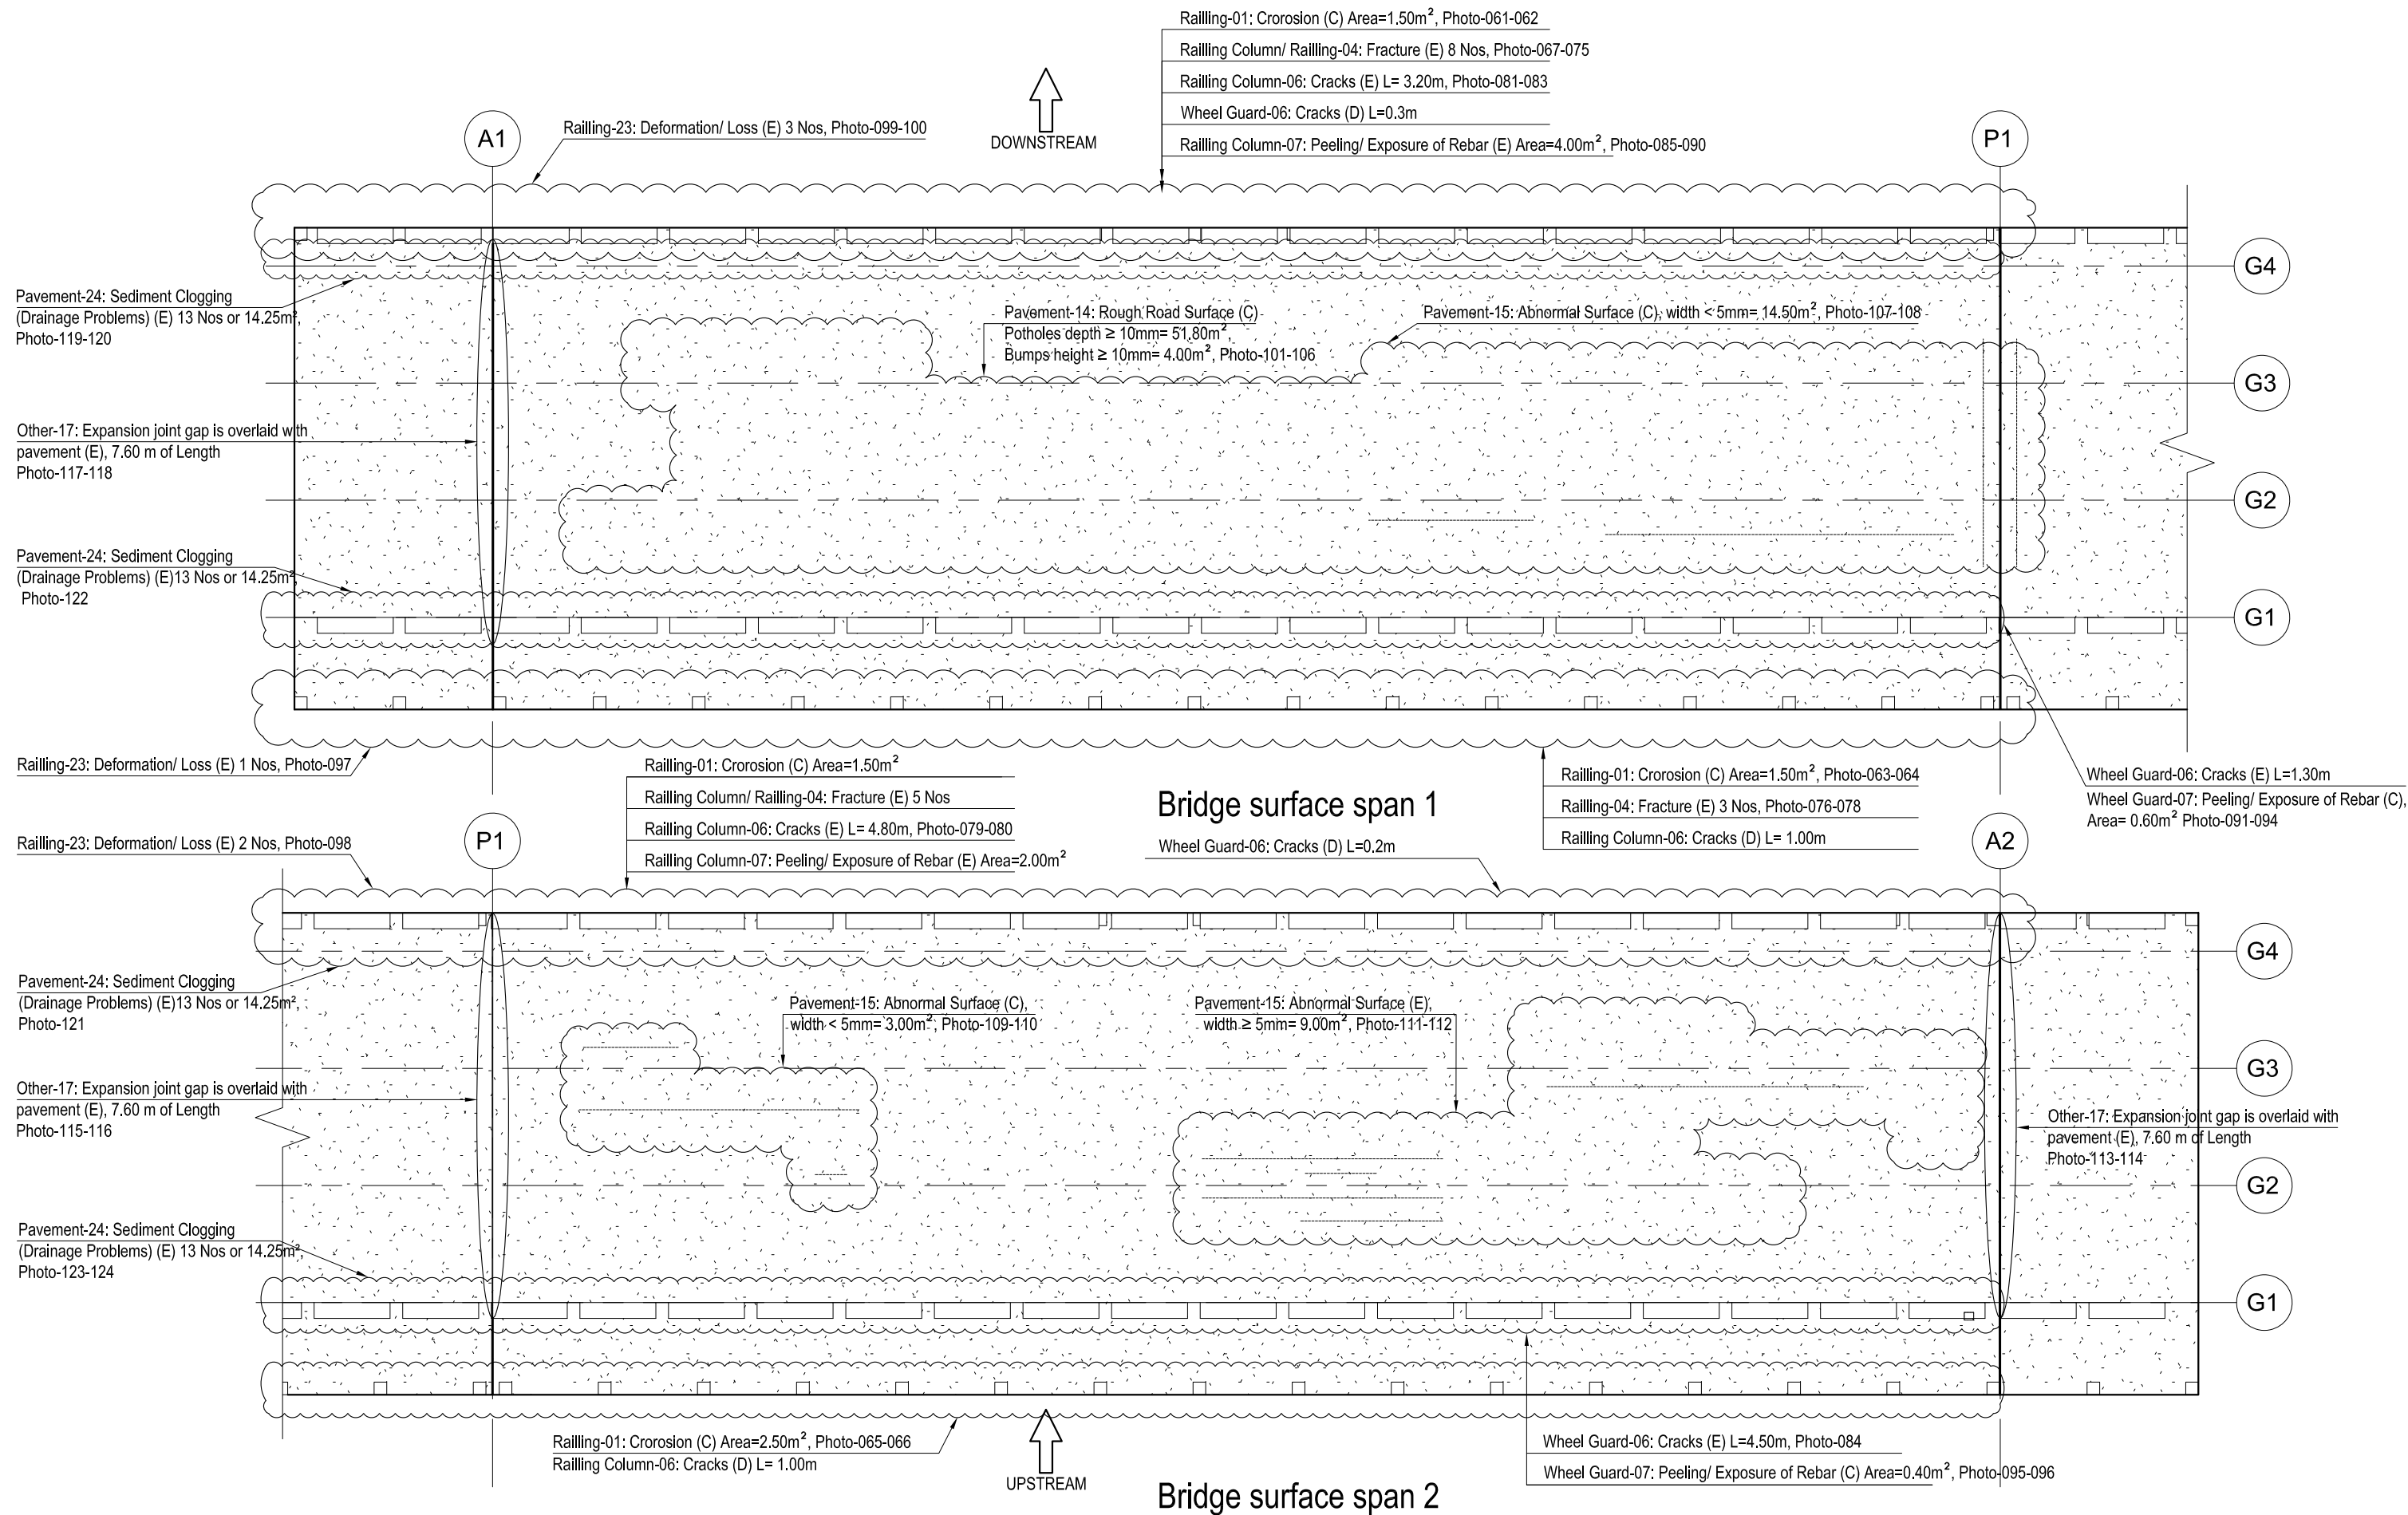 Railling-01: Crorosion (C) Area=1.50m², Photo-061-062
Railling Column/ Railling-04: Fracture (E) 8 Nos, Photo-067-075
Railling Column-06: Cracks (E) L= 3.20m, Photo-081-083
Wheel Guard-06: Cracks (D) L=0.3m
Railling Column-07: Peeling/ Exposure of Rebar (E) Area=4.00m², Photo-085-090
A1
Railling-23: Deformation/ Loss (E) 3 Nos, Photo-099-100
DOWNSTREAM
P1
G4
Pavement-24: Sediment Clogging
(Drainage Problems) (E) 13 Nos or 14.25m²,
Photo-119-120
Pavement-14: Rough Road Surface (C)
Potholes depth ≥ 10mm= 51.80m²,
Bumps height ≥ 10mm= 4.00m², Photo-101-106
Pavement-15: Abnormal Surface (C), width < 5mm= 14.50m², Photo-107-108
G3
Other-17: Expansion joint gap is overlaid with
pavement (E), 7.60 m of Length
Photo-117-118
G2
Pavement-24: Sediment Clogging
(Drainage Problems) (E)13 Nos or 14.25m²,
Photo-122
G1
Railling-23: Deformation/ Loss (E) 1 Nos, Photo-097
Railling-01: Crorosion (C) Area=1.50m²
Railling Column/ Railling-04: Fracture (E) 5 Nos
Railling Column-06: Cracks (E) L= 4.80m, Photo-079-080
Railling Column-07: Peeling/ Exposure of Rebar (E) Area=2.00m²
Bridge surface span 1
Railling-01: Crorosion (C) Area=1.50m², Photo-063-064
Railling-04: Fracture (E) 3 Nos, Photo-076-078
Railling Column-06: Cracks (D) L= 1.00m
Wheel Guard-06: Cracks (E) L=1.30m
Wheel Guard-07: Peeling/ Exposure of Rebar (C),
Area= 0.60m² Photo-091-094
Railling-23: Deformation/ Loss (E) 2 Nos, Photo-098
P1
Wheel Guard-06: Cracks (D) L=0.2m
A2
G4
Pavement-24: Sediment Clogging
(Drainage Problems) (E)13 Nos or 14.25m²,
Photo-121
Pavement-15: Abnormal Surface (C),
width < 5mm= 3.00m², Photo-109-110
Pavement-15: Abnormal Surface (E),
width ≥ 5mm= 9.00m², Photo-111-112
G3
Other-17: Expansion joint gap is overlaid with
pavement (E), 7.60 m of Length
Photo-115-116
Other-17: Expansion joint gap is overlaid with
pavement (E), 7.60 m of Length
Photo-113-114
G2
Pavement-24: Sediment Clogging
(Drainage Problems) (E) 13 Nos or 14.25m²,
Photo-123-124
G1
Railling-01: Crorosion (C) Area=2.50m², Photo-065-066
Railling Column-06: Cracks (D) L= 1.00m
UPSTREAM
Wheel Guard-06: Cracks (E) L=4.50m, Photo-084
Wheel Guard-07: Peeling/ Exposure of Rebar (C) Area=0.40m², Photo-095-096
Bridge surface span 2